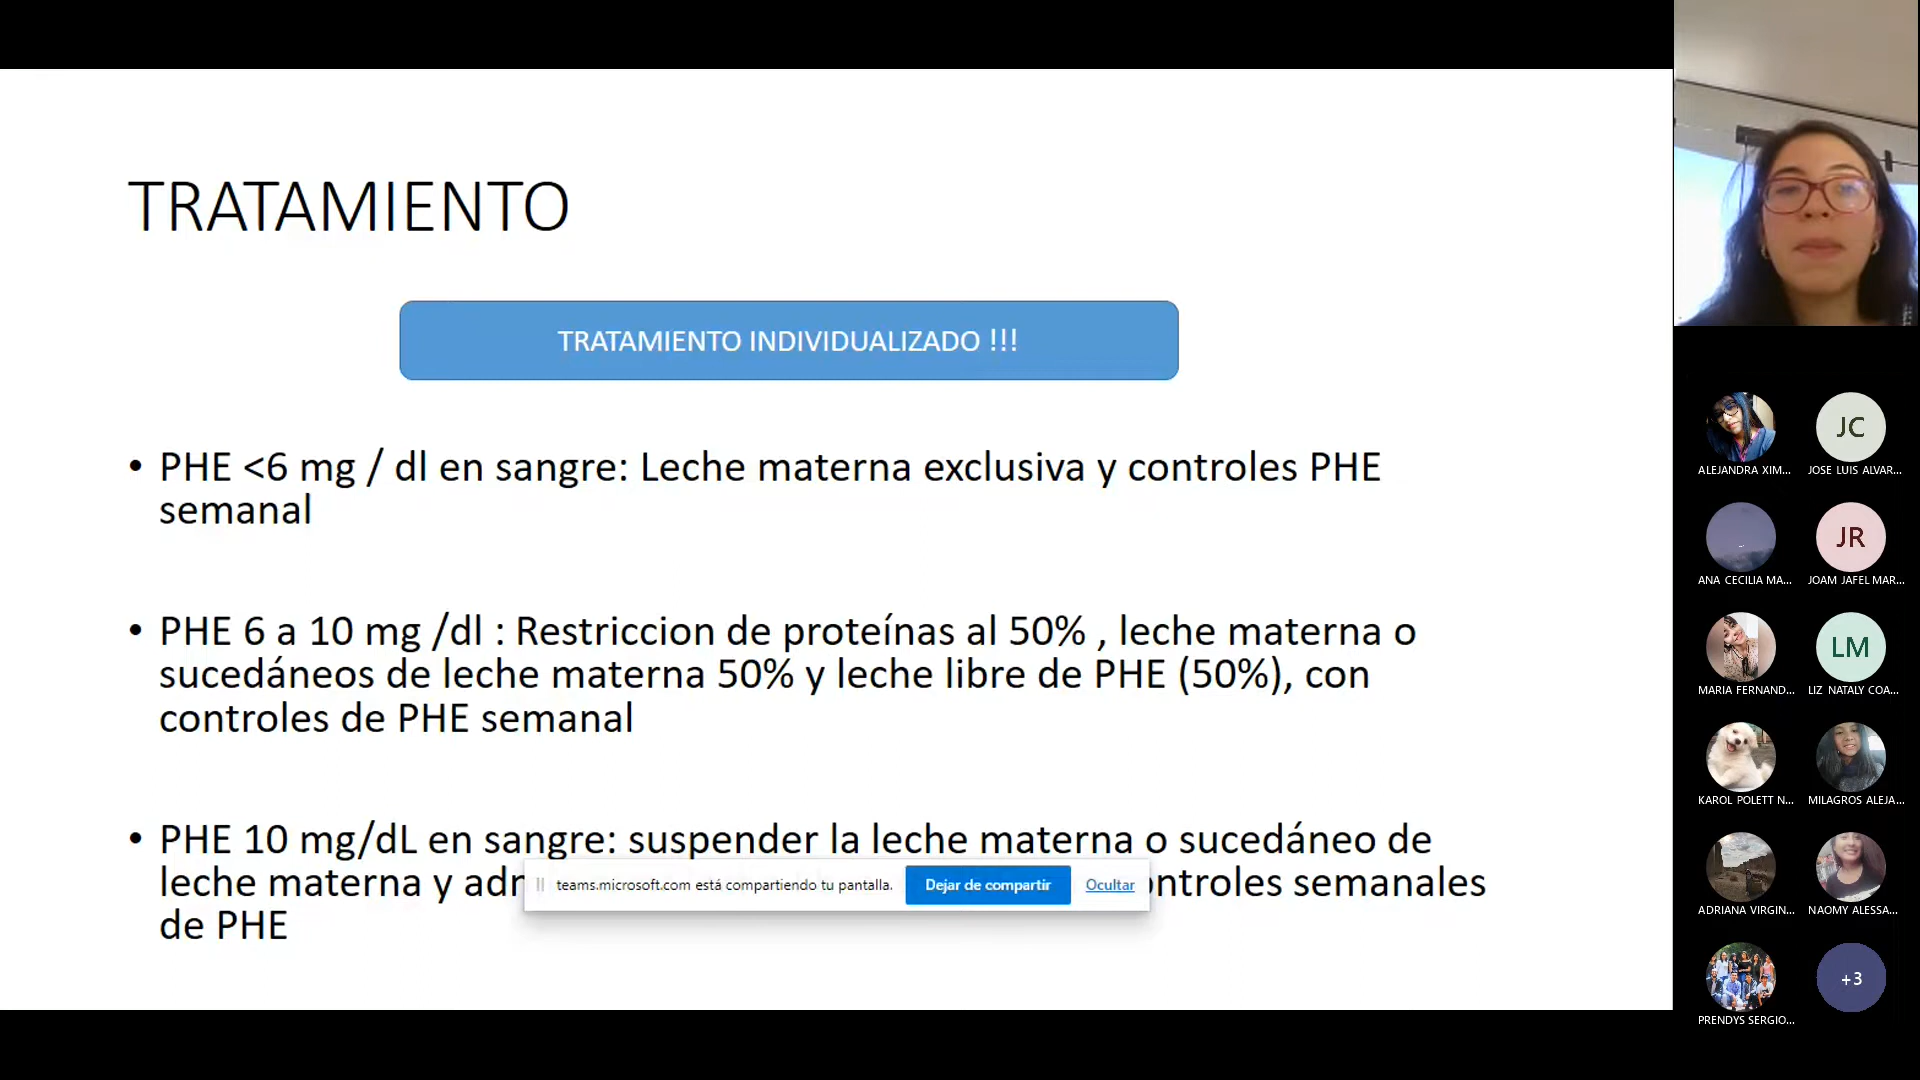 TRATAMIENTO
TRATAMIENTO INDIVIDUALIZADO !!!
• PHE <6 mg / dl en sangre: Leche materna exclusiva y controles PHE
semanal
• PHE 6 a 10 mg /dl : Restriccion de proteínas al 50% , leche materna o
sucedáneos de leche materna 50% y leche libre de PHE (50%), con
controles de PHE semanal
• PHE 10 mg/dL en sangre: suspender la leche materna o sucedáneo de
leche materna y
semanales
de PHE
teams.microsoft.com está compartiendo tu pantalla.
Dejar de compartir
Ocultar
JC
ALEJANDRA XIM...
JOSE LUIS ALVAR...
JR
ANA CECILIA MA...
JOAM JAFEL MAR...
LM
MARIA FERNAND...
LIZ NATALY COA...
KAROL POLETT N...
MILAGROS ALEJA...
ADRIANA VIRGIN...
NAOMY ALESSA...
+3
PRENDYS SERGIO...